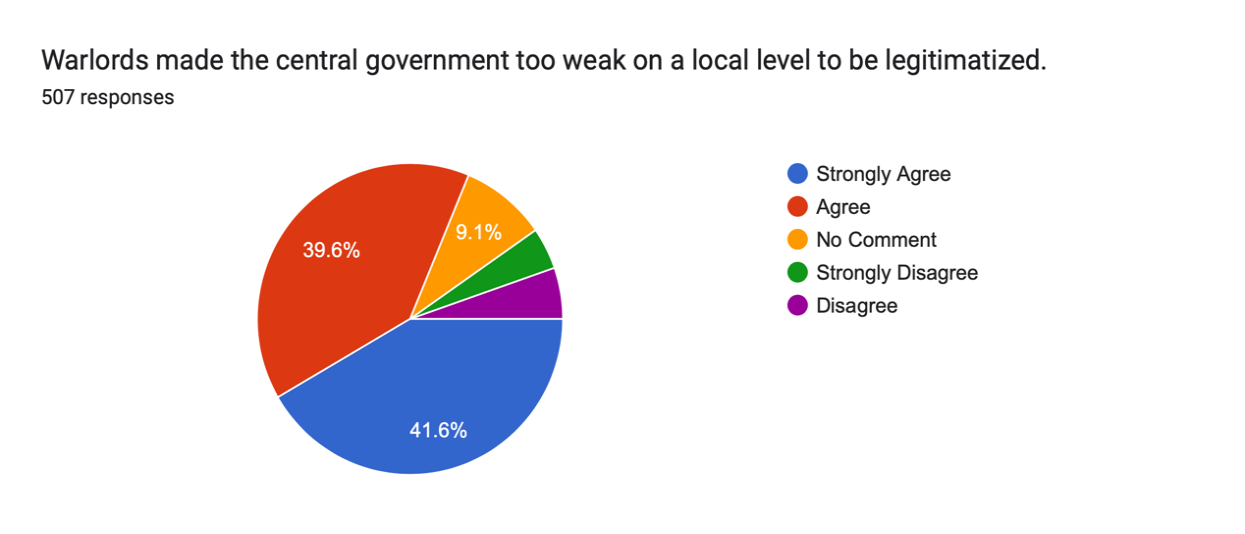 Warlords made the central government too weak on a local level to be legitimatized.
507 responses
Strongly Agree
Agree
No Comment
Strongly Disagree
Disagree
39.6%
9.1%
41.6%